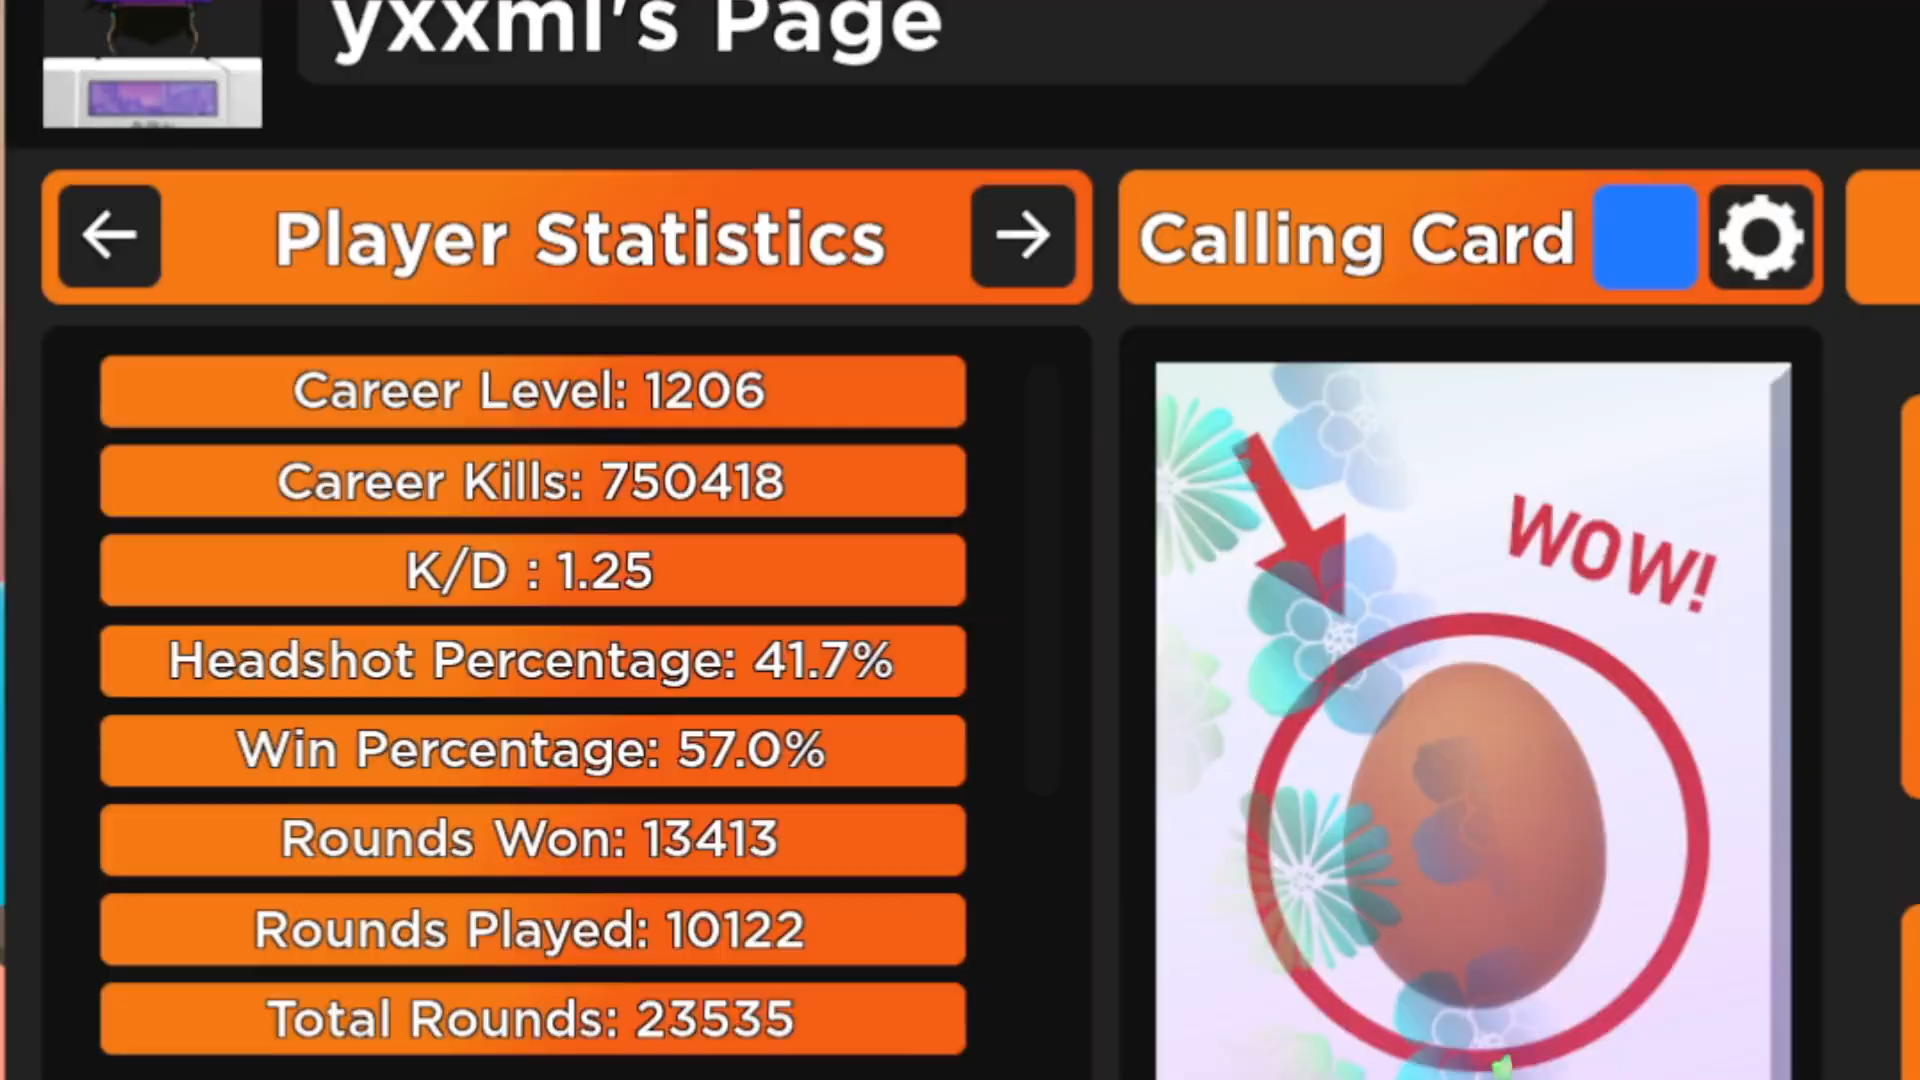 yxxml's Page
Player Statistics
Calling Card
Career Level: 1206
Career Kills: 750418
K/D : 1.25
Headshot Percentage: 41.7%
Win Percentage: 57.0%
Rounds Won: 13413
Rounds Played: 10122
Total Rounds: 23535
WOW!